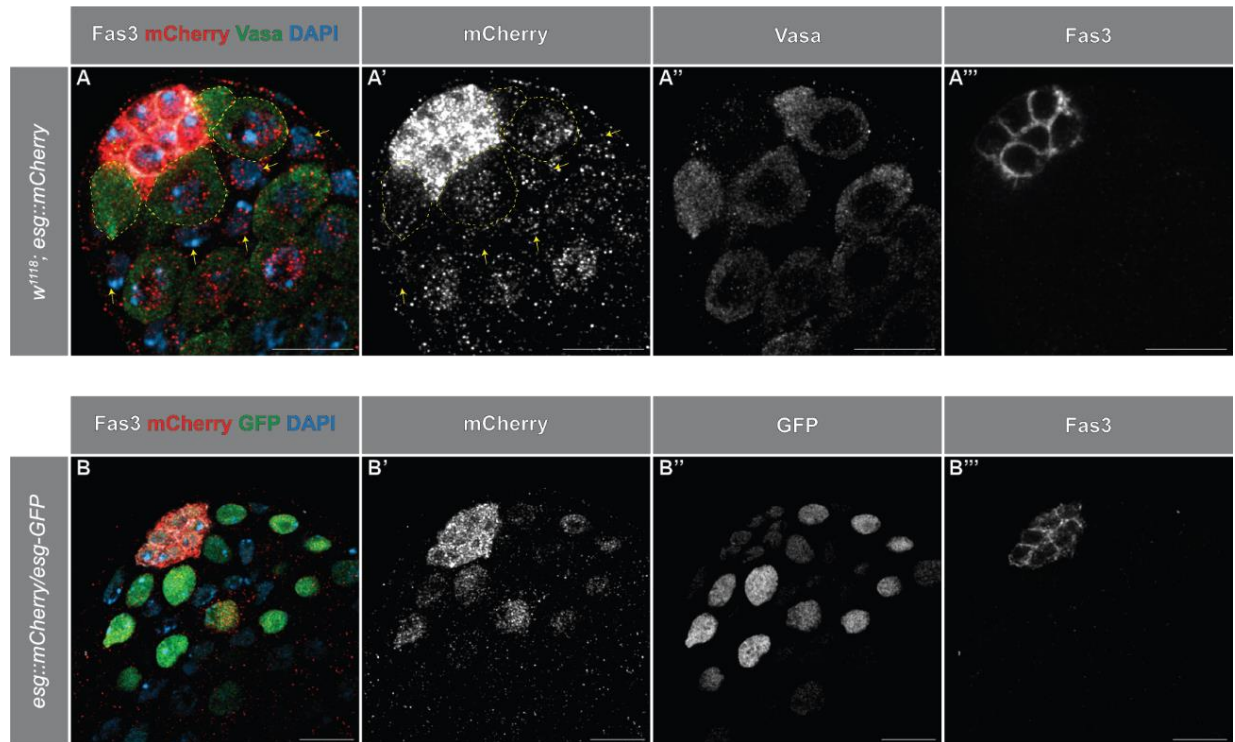 Fas3 mCherry Vasa DAPI
mCherry
Vasa
Fas3
w1118; esg::mCherry
A
A'
A''
A'''
Fas3 mCherry GFP DAPI
mCherry
GFP
Fas3
esg::mCherry/esg-GFP
B
B'
B''
B'''